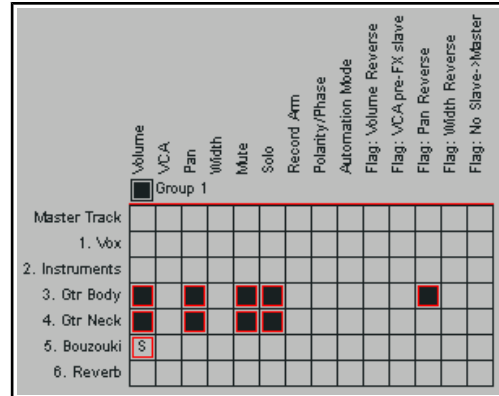 Volume
VCA
Pan
Width
Mute
Solo
Record Arm
Polarity/Phase
Automation Mode
Flag: Volume Reverse
Flag: VCA pre-FX slave
Flag: Pan Reverse
Flag: Width Reverse
Flag: No Slave->Master
Group 1
Master Track
1. Vox
2. Instruments
3. Gtr Body
4. Gtr Neck
5. Bouzouki S
6. Reverb